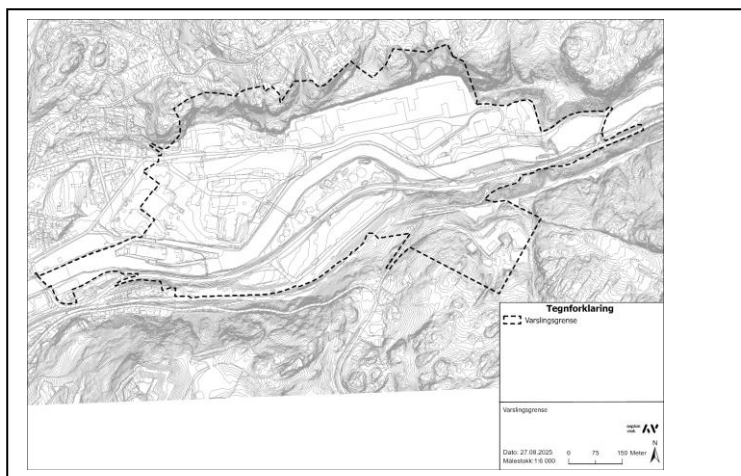 Tegnforklaring
Varslingsgrense
Varslingsgrense
Dato: 27.08.2025
Målestokk:1:6 000
0 75 150 Meter
N